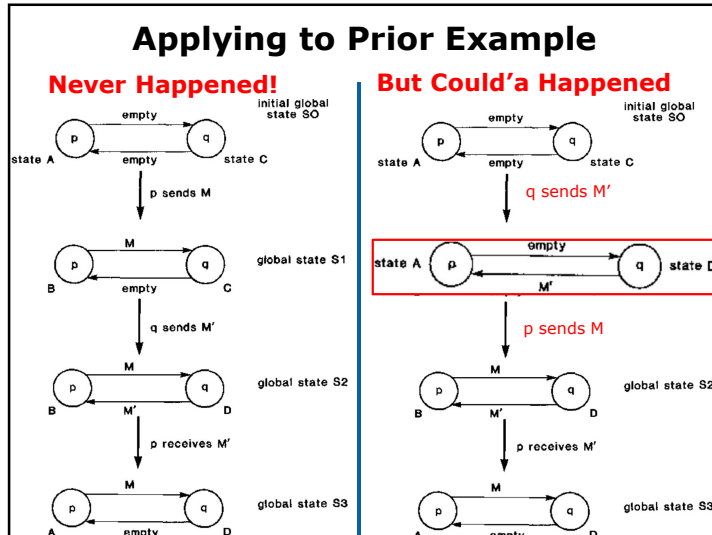 Applying to Prior Example
Never Happened!
initial global
state SO
empty
p
q
state A
empty
state C
p sends M
M
p
q
global state S1
B
empty
C
q sends M'
M
p
q
global state S2
B
M'
D
p receives M'
M
p
q
global state S3
A
empty
D
But Could'a Happened
initial global
state SO
empty
p
q
state A
empty
state C
q sends M'
empty
state A
p
q
state D
M'
p sends M
M
p
q
global state S2
B
M'
D
p receives M'
M
p
q
global state S3
A
empty
D